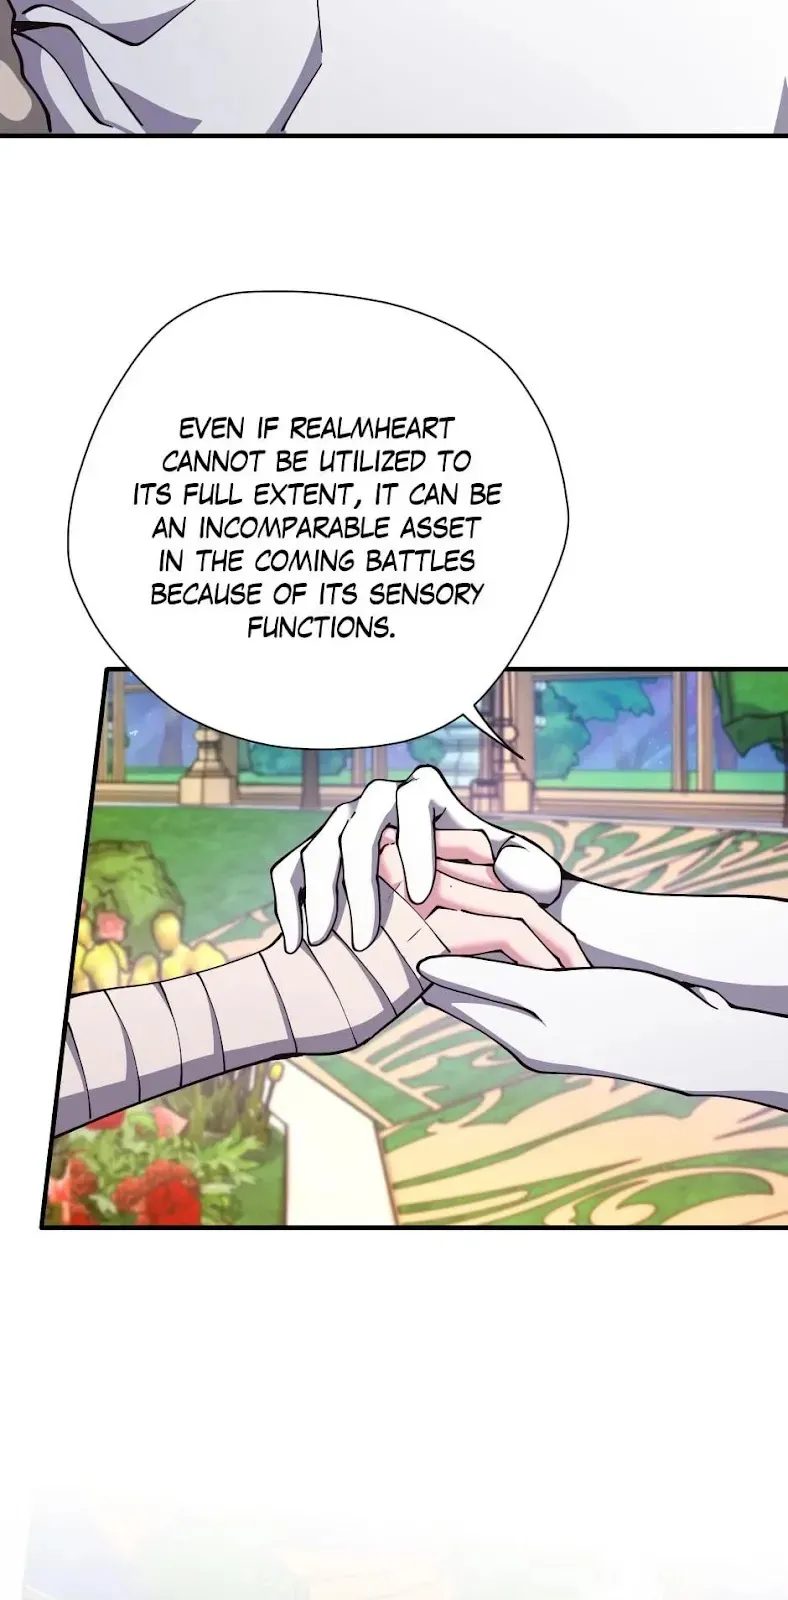 EVEN IF REALMHEART
CANNOT BE UTILIZED TO
ITS FULL EXTENT, IT CAN BE
AN INCOMPARABLE ASSET
IN THE COMING BATTLES
BECAUSE OF ITS SENSORY
FUNCTIONS.